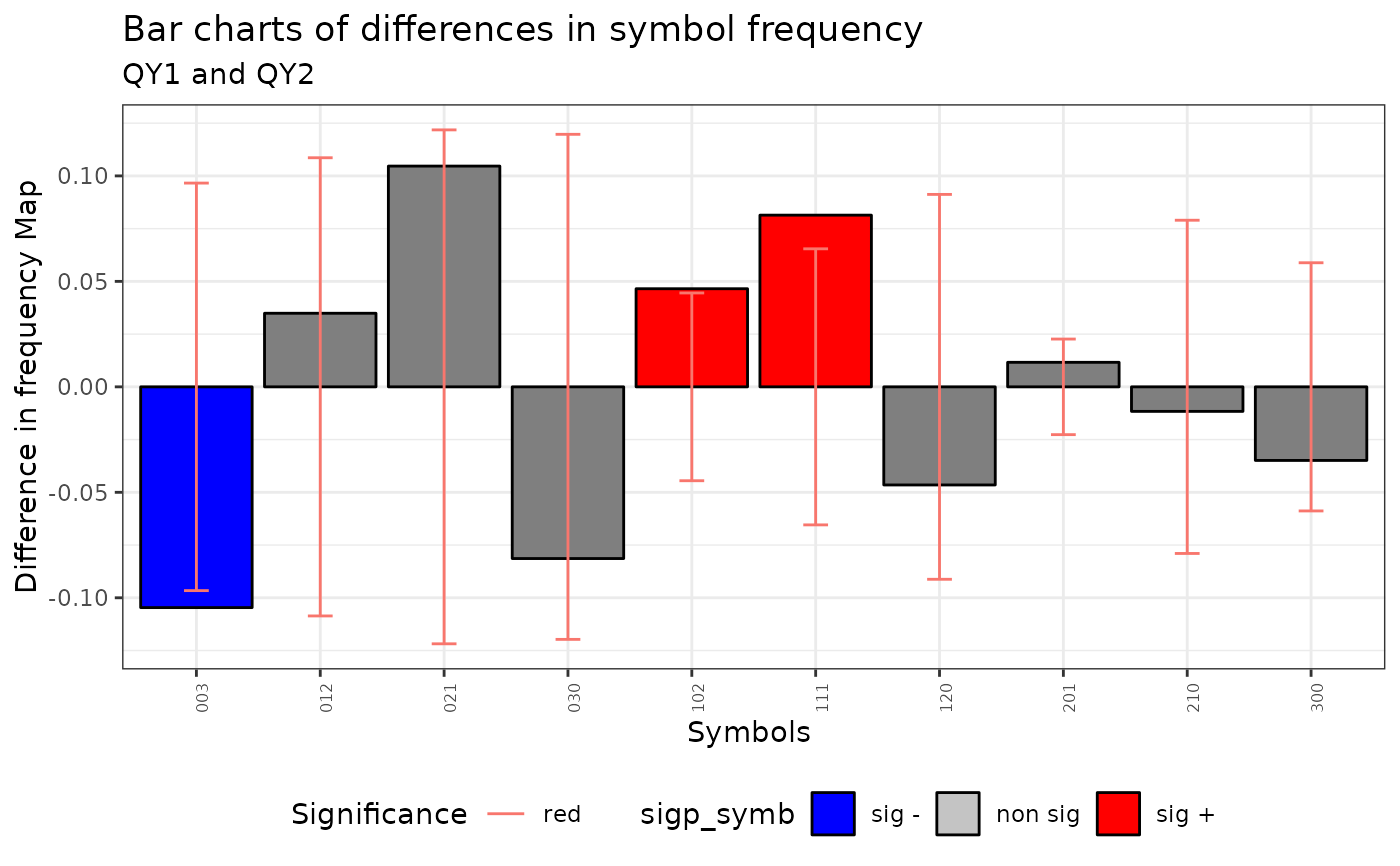 Bar charts of differences in symbol frequency
QY1 and QY2
Difference in frequency Map
0.10
0.05
0.00
-0.05
-0.10
003 012 021 030 102 111 120 201 210 300
Symbols
Significance red sigp_symb sig - non sig sig +